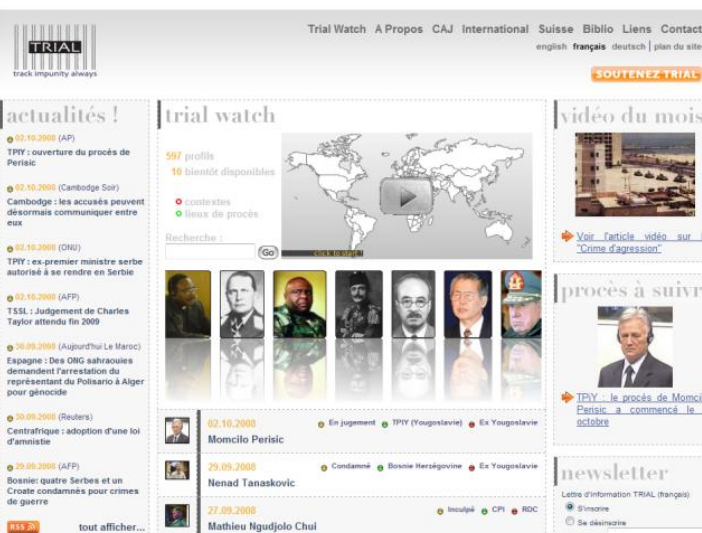 Trial Watch A Propos CAJ International Suisse Biblio Liens Contact
english français deutsch | plan du site
TRIAL
track impunity always
SOUTENEZ TRIAL
actualités !
02.10.2008 (AP)
TPIY : ouverture du procès de
Perisic
02.10.2008 (Cambodge Soir)
Cambodge : les accusés peuvent
désormais communiquer entre
eux
02.10.2008 (ONU)
TPIY : ex-premier ministre serbe
autorisé à se rendre en Serbie
02.10.2008 (AFP)
TSSL : Judgement de Charles
Taylor attendu fin 2009
30.09.2008 (Aujourd'hui Le Maroc)
Espagne : Des ONG sahraouies
demandent l'arrestation du
représentant du Polisario à Alger
pour génocide
30.09.2008 (Reuters)
Centrafrique : adoption d'une loi
d'amnistie
29.09.2008 (AFP)
Bosnie: quatre Serbes et un
Croate condamnés pour crimes
de guerre
RSS tout afficher...
trial watch
597 profils
10 bientôt disponibles
contextes
lieux de procès
Recherche :
Go
click to start !
02.10.2008 En jugement TPIY (Yougoslavie) Ex Yougoslavie
Momcilo Perisic
29.09.2008 Condamné Bosnie Herzégovine Ex Yougoslavie
Nenad Tanaskovic
27.09.2008 Inculpé CPI RDC
Mathieu Ngudjolo Chui
vidéo du mois
Voir l'article vidéo sur
"Crime d'agression"
procès à suivr
TPIY : le procès de Momci
Perisic a commencé le
octobre
newsletter
Lettre d'information TRIAL (français)
S'inscrire
Se désinscrire